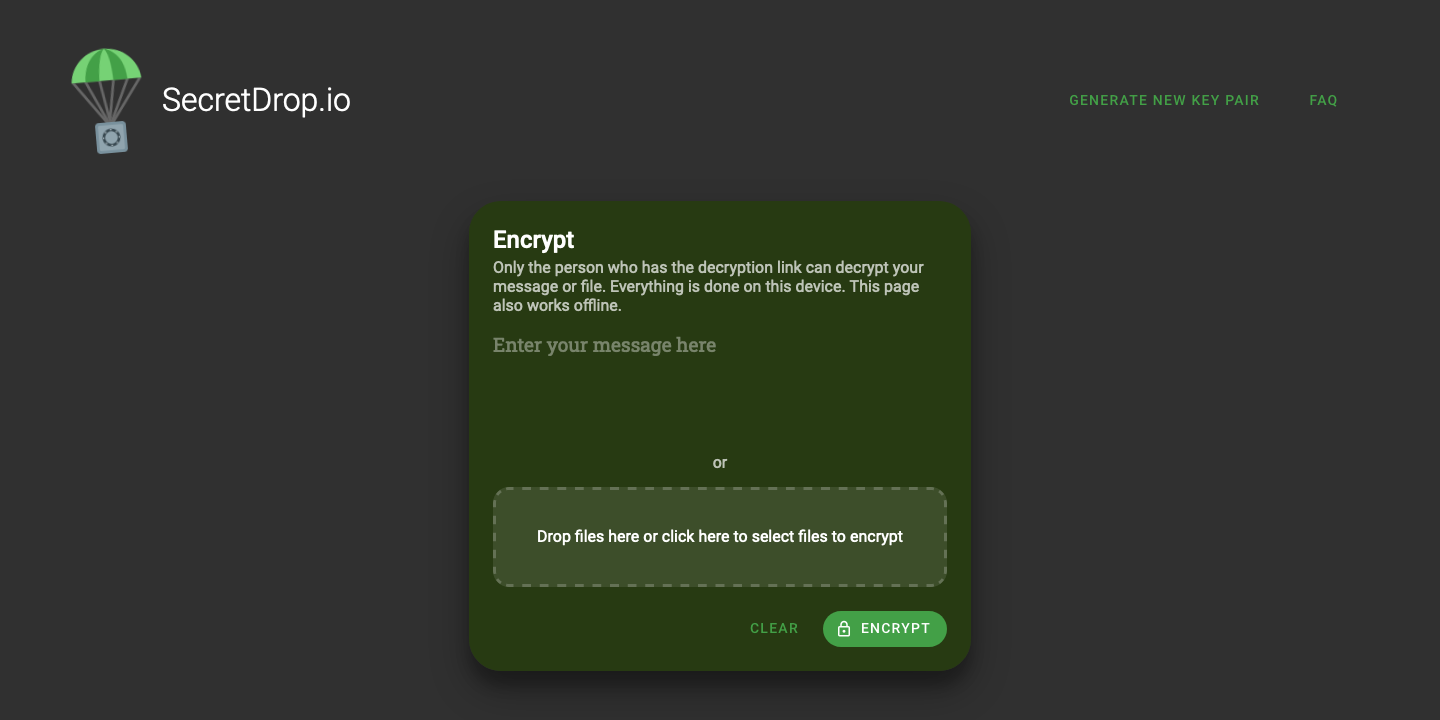 SecretDrop.io
GENERATE NEW KEY PAIR
FAQ
Encrypt
Only the person who has the decryption link can decrypt your
message or file. Everything is done on this device. This page
also works offline.
Enter your message here
or
Drop files here or click here to select files to encrypt
CLEAR
ENCRYPT